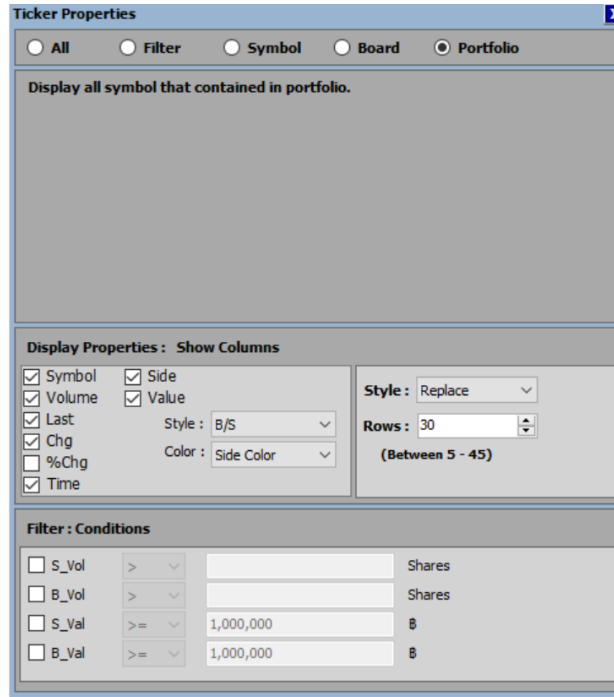 Ticker Properties
All Filter Symbol Board Portfolio
Display all symbol that contained in portfolio.
Display Properties : Show Columns
Symbol Side
Volume Value
Last Style : B/S
Chg Color : Side Color
%Chg
Time
Style : Replace
Rows : 30
(Between 5 - 45)
Filter : Conditions
S_Vol > Shares
B_Vol > Shares
S_Val >= 1,000,000 ฿
B_Val >= 1,000,000 ฿